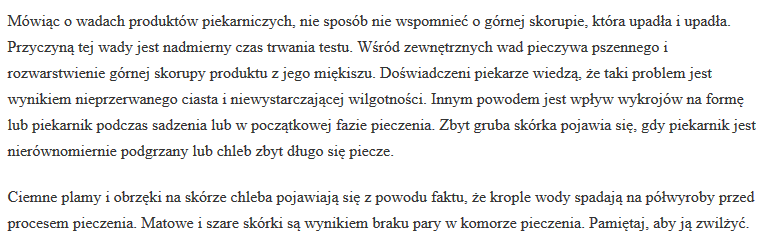 Mówiąc o wadach produktów piekarniczych, nie sposób nie wspomnieć o górnej skorupie, która upadła i upadła.
Przyczyną tej wady jest nadmierny czas trwania testu. Wśród zewnętrznych wad pieczywa pszennego i
rozwarstwienie górnej skorupy produktu z jego miękiszu. Doświadczeni piekarze wiedzą, że taki problem jest
wynikiem nieprzerwanego ciasta i niewystarczającej wilgotności. Innym powodem jest wpływ wykrojów na formę
lub piekarnik podczas sadzenia lub w początkowej fazie pieczenia. Zbyt gruba skórka pojawia się, gdy piekarnik jest
nierównomiernie podgrzany lub chleb zbyt długo się piecze.
Ciemne plamy i obrzęki na skórze chleba pojawiają się z powodu faktu, że krople wody spadają na półwyroby przed
procesem pieczenia. Matowe i szare skórki są wynikiem braku pary w komorze pieczenia. Pamiętaj, aby ją zwilżyć.